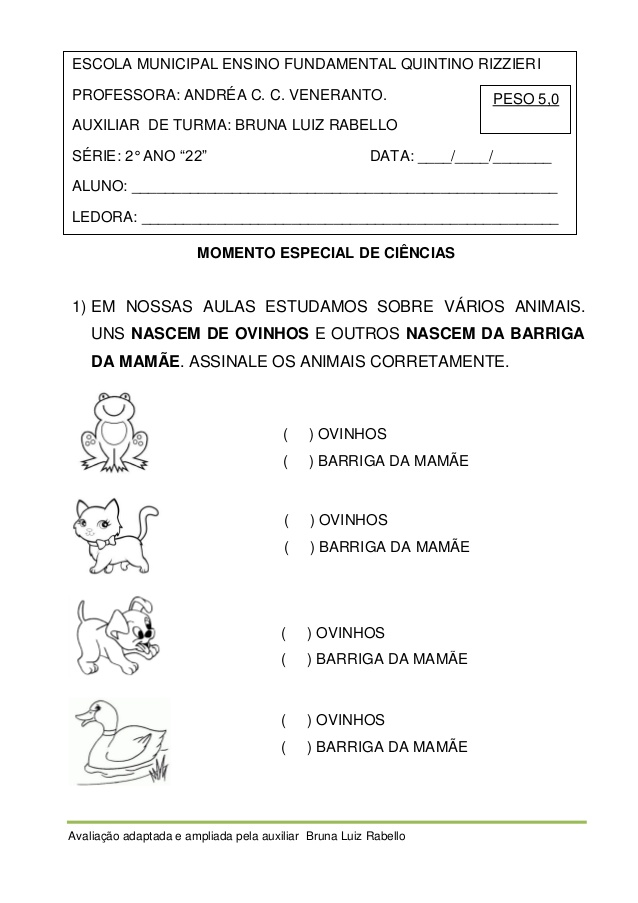 ESCOLA MUNICIPAL ENSINO FUNDAMENTAL QUINTINO RIZZIERI
PROFESSORA: ANDRÉA C. C. VENERANTO.
PESO 5,0
AUXILIAR DE TURMA: BRUNA LUIZ RABELLO
SÉRIE: 2° ANO “22” DATA: ____/____/_______
ALUNO: ____________________________________________________
LEDORA: ___________________________________________________
MOMENTO ESPECIAL DE CIÊNCIAS
1) EM NOSSAS AULAS ESTUDAMOS SOBRE VÁRIOS ANIMAIS.
UNS NASCEM DE OVINHOS E OUTROS NASCEM DA BARRIGA
DA MAMÃE. ASSINALE OS ANIMAIS CORRETAMENTE.
( ) OVINHOS
( ) BARRIGA DA MAMÃE
( ) OVINHOS
( ) BARRIGA DA MAMÃE
( ) OVINHOS
( ) BARRIGA DA MAMÃE
( ) OVINHOS
( ) BARRIGA DA MAMÃE
Avaliação adaptada e ampliada pela auxiliar Bruna Luiz Rabello